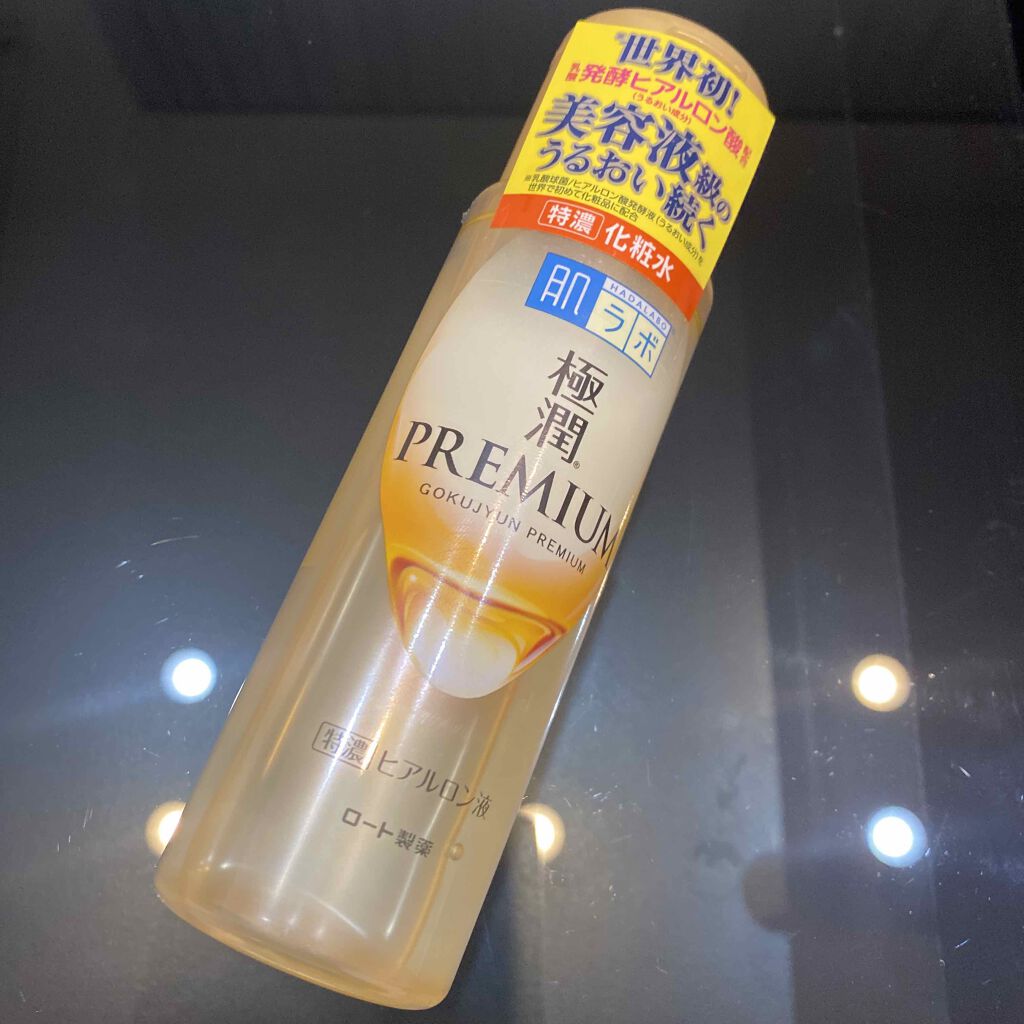 ※世界初!
乳酸発酵ヒアルロン酸配合
(うるおい成分)
美容液級の
うるおい続く
※乳酸球菌/ヒアルロン酸発酵液(うるおい成分)を
世界で初めて化粧品に配合
特濃 化粧水
HADALABO
肌ラボ
極潤®
PREMIUM
GOKUJYUN PREMIUM
特濃 ヒアルロン液
ロート製薬